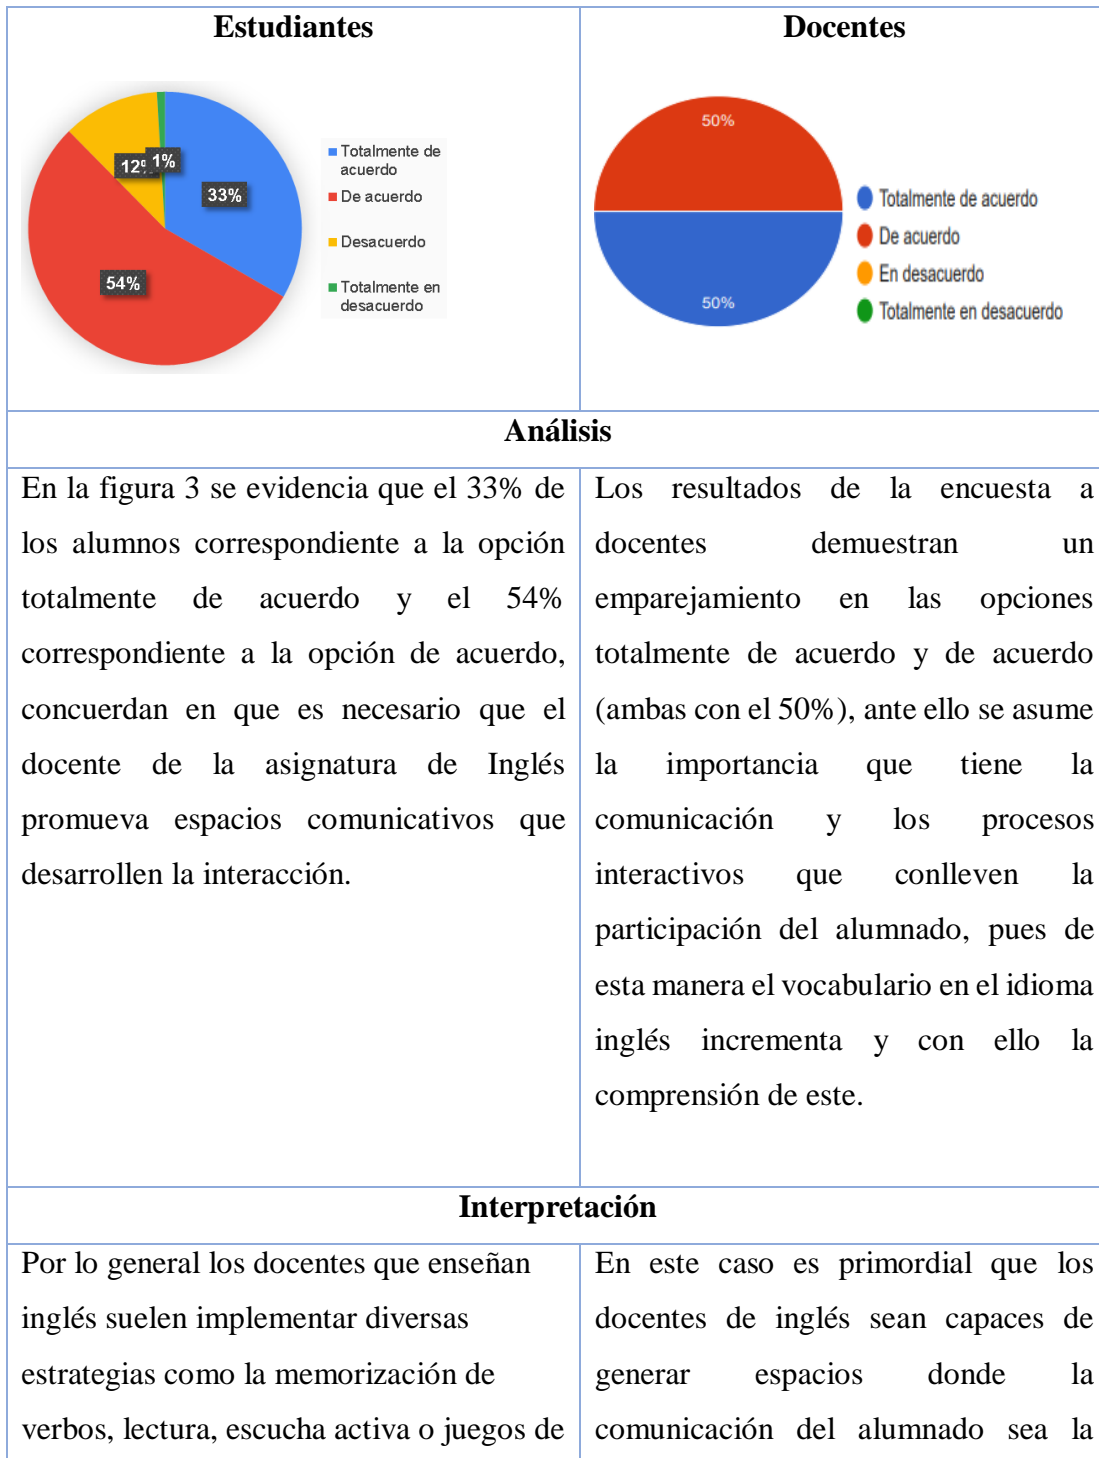 Estudiantes
Docentes
12%
1%
33%
54%
Totalmente de
acuerdo
De acuerdo
Desacuerdo
Totalmente en
desacuerdo
50%
50%
Totalmente de acuerdo
De acuerdo
En desacuerdo
Totalmente en desacuerdo
Análisis
En la figura 3 se evidencia que el 33% de
los alumnos correspondiente a la opción
totalmente de acuerdo y el 54%
correspondiente a la opción de acuerdo,
concuerdan en que es necesario que el
docente de la asignatura de Inglés
promueva espacios comunicativos que
desarrollen la interacción.
Los resultados de la encuesta a
docentes demuestran un
emparejamiento en las opciones
totalmente de acuerdo y de acuerdo
(ambas con el 50%), ante ello se asume
la importancia que tiene la
comunicación y los procesos
interactivos que conlleven la
participación del alumnado, pues de
esta manera el vocabulario en el idioma
inglés incrementa y con ello la
comprensión de este.
Interpretación
Por lo general los docentes que enseñan
inglés suelen implementar diversas
estrategias como la memorización de
verbos, lectura, escucha activa o juegos de
En este caso es primordial que los
docentes de inglés sean capaces de
generar espacios donde la
comunicación del alumnado sea la